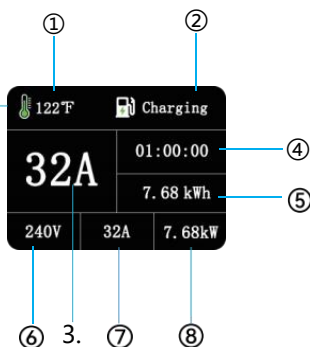 ① ②
122℉ Charging
32A
01:00:00 ④
7.68 kWh ⑤
240V 32A 7.68kW
⑥ 3. ⑦ ⑧